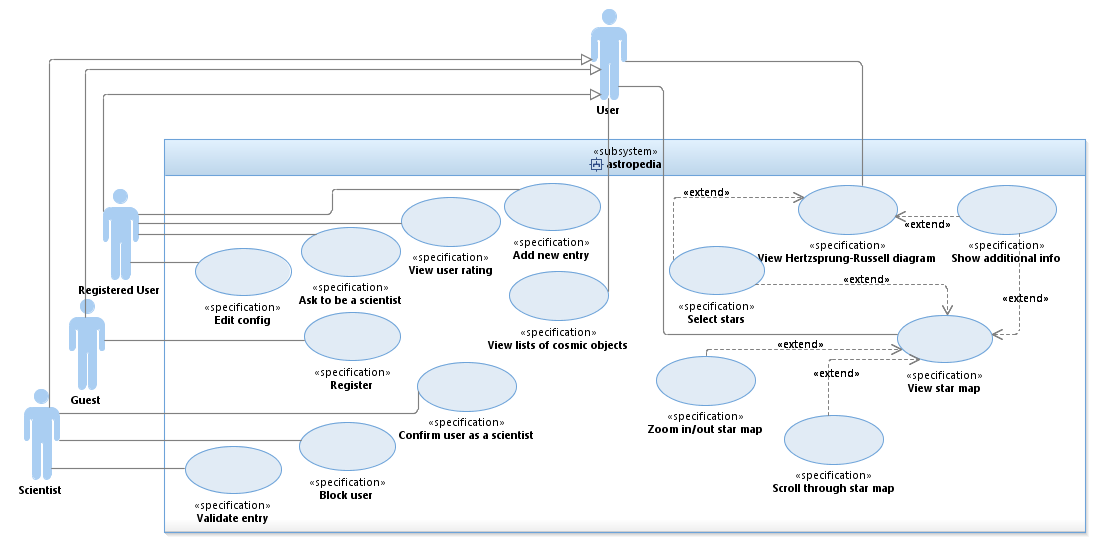 User
«subsystem»
astropedia
«extend»
«specification»
View user rating
«specification»
Add new entry
«specification»
View Hertzsprung-Russell diagram
«extend»
«specification»
Show additional info
Registered User
«specification»
Ask to be a scientist
«specification»
Edit config
«specification»
Select stars
«extend»
«extend»
«specification»
View lists of cosmic objects
Guest
«specification»
Register
«extend»
«specification»
View star map
«extend»
«specification»
Confirm user as a scientist
«specification»
Zoom in/out star map
Scientist
«specification»
Block user
«specification»
Scroll through star map
«specification»
Validate entry